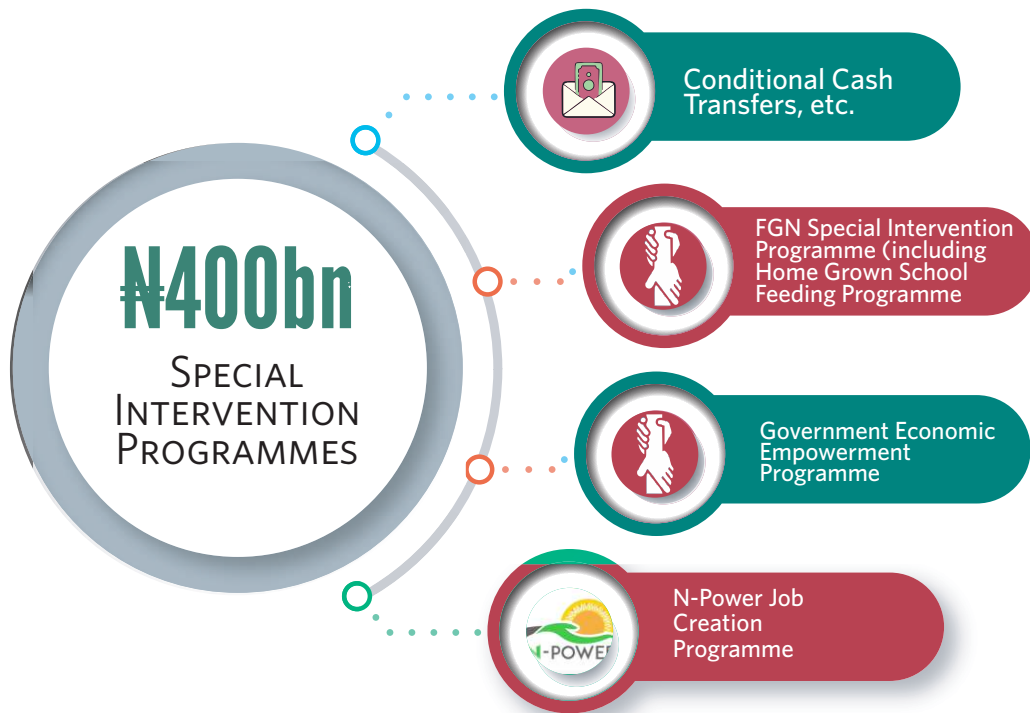 ₦400bn
Special
Intervention
Programmes
Conditional Cash
Transfers, etc.
FGN Special Intervention
Programme (including
Home Grown School
Feeding Programme
Government Economic
Empowerment
Programme
N-POWER
N-Power Job
Creation
Programme